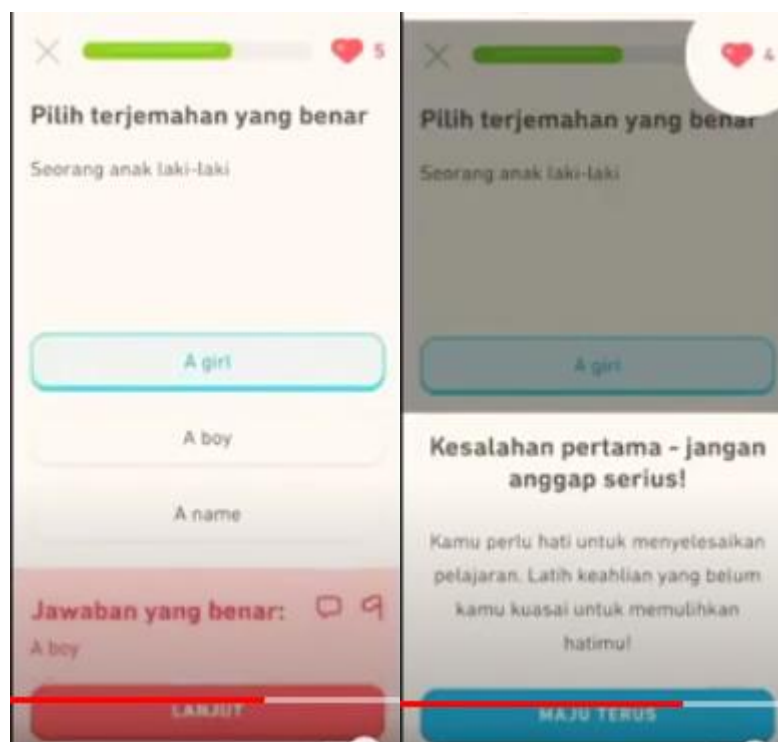 5
Pilih terjemahan yang benar
Seorang anak laki-laki
A girl
A boy
A name
Jawaban yang benar:
A boy
LANJUT
4
Pilih terjemahan yang benar
Seorang anak laki-laki
A girl
Kesalahan pertama - jangan
anggap serius!
Kamu perlu hati untuk menyelesaikan
pelajaran. Latih keahlian yang belum
kamu kuasai untuk memulihkan
hatimu!
MAJU TERUS